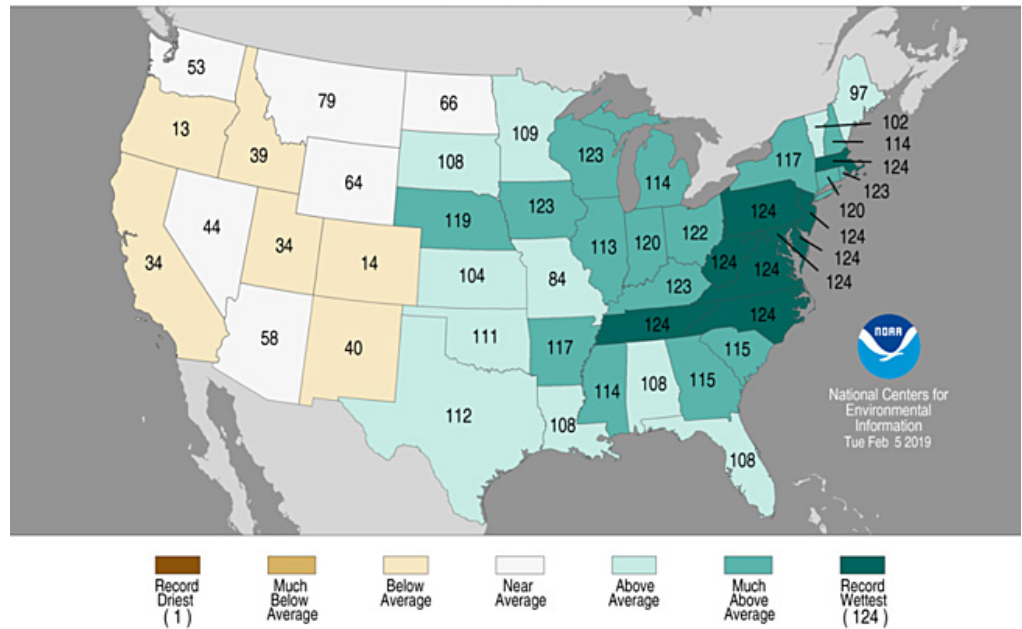 53
79
66
109
97
13
39
108
123
102
114
117
114
124
64
123
120
123
119
44
34
14
113
120
122
124
124
124
124
34
104
84
123
124
124
58
40
111
117
124
124
115
112
114
108
115
108
108
NOAA
National Centers for
Environmental
Information
Tue Feb 5 2019
Record
Driest
(1)
Much
Below
Average
Below
Average
Near
Average
Above
Average
Much
Above
Average
Record
Wettest
(124)